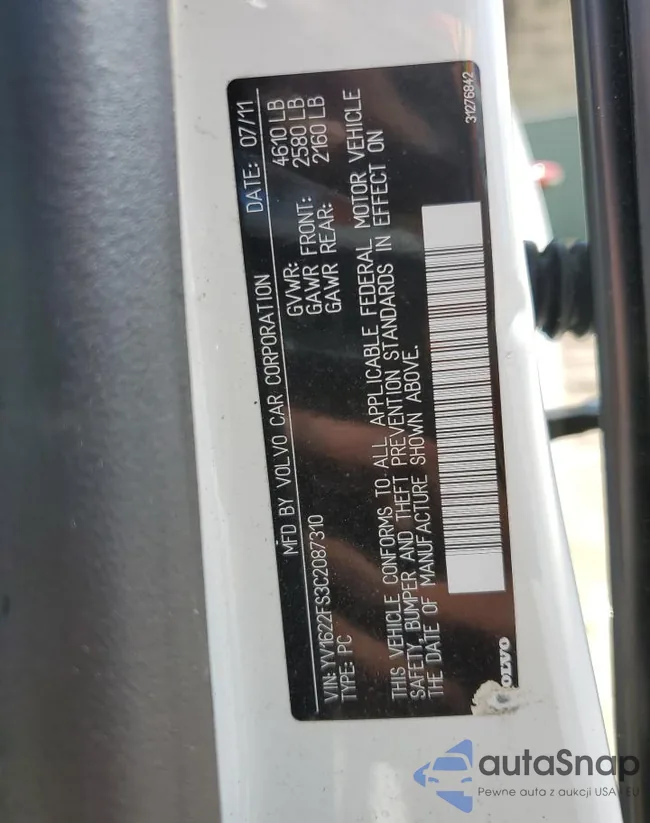 MFD BY VOLVO CAR CORPORATION DATE: 07/11
VIN: YV1622FS3C2087310 GVWR: 4610 LB
TYPE: PC GAWR FRONT: 2580 LB
GAWR REAR: 2160 LB
THIS VEHICLE CONFORMS TO ALL APPLICABLE FEDERAL MOTOR VEHICLE
SAFETY, BUMPER AND THEFT PREVENTION STANDARDS IN EFFECT ON
THE DATE OF MANUFACTURE SHOWN ABOVE.
OLVO
31276842
autaSnap
Pewne auta z aukcji USA i EU